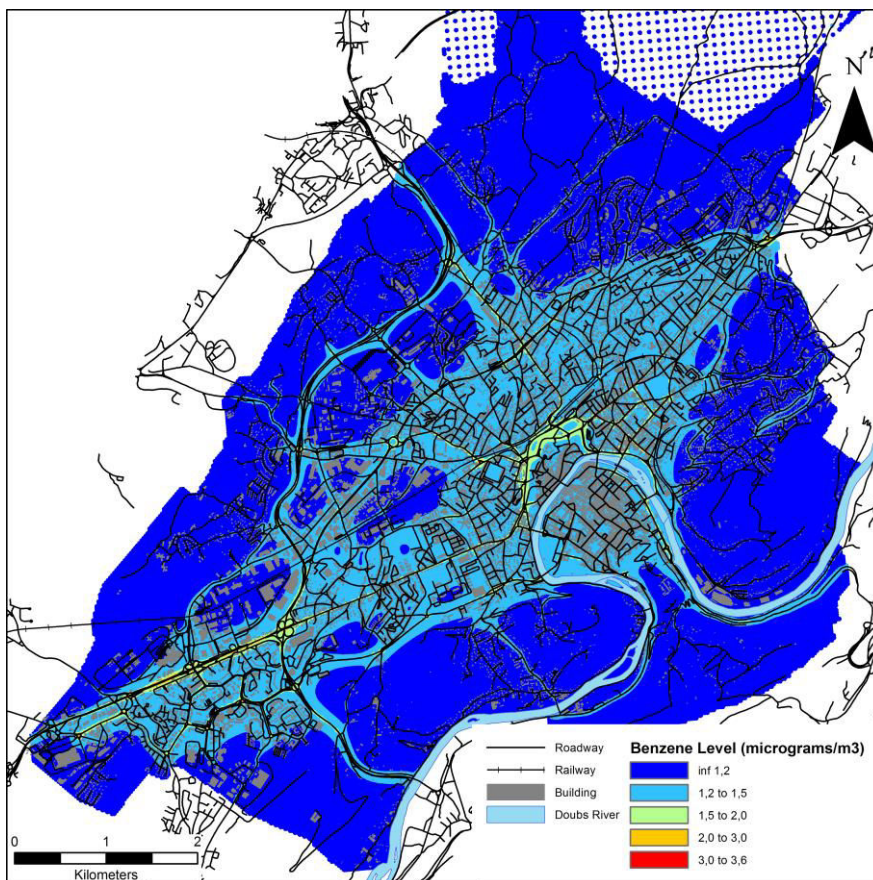 N
Roadway
Railway
Building
Doubs River
Benzene Level (micrograms/m3)
inf 1,2
1,2 to 1,5
1,5 to 2,0
2,0 to 3,0
3,0 to 3,6
0 1 2
Kilometers